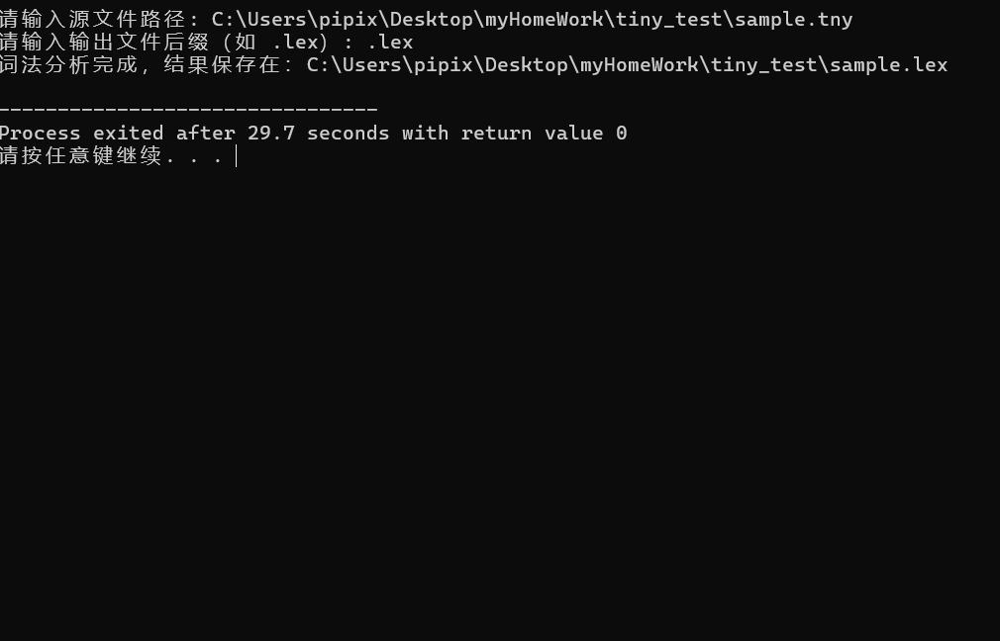 请输入源文件路径: C:\Users\pipix\Desktop\myHomeWork\tiny_test\sample.tny
请输入输出文件后缀（如 .lex）: .lex
词法分析完成，结果保存在: C:\Users\pipix\Desktop\myHomeWork\tiny_test\sample.lex
--------------------------------
Process exited after 29.7 seconds with return value 0
请按任意键继续. . .